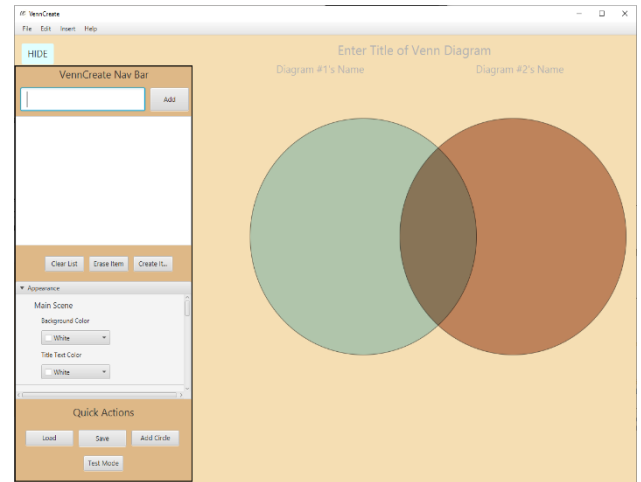 VennCreate
File Edit Insert Help
HIDE
Enter Title of Venn Diagram
Diagram #1's Name Diagram #2's Name
VennCreate Nav Bar
Add
Clear List Erase Item Create It...
Appearance
Main Scene
Background Color
White
Title Text Color
White
Quick Actions
Load Save Add Circle
Test Mode